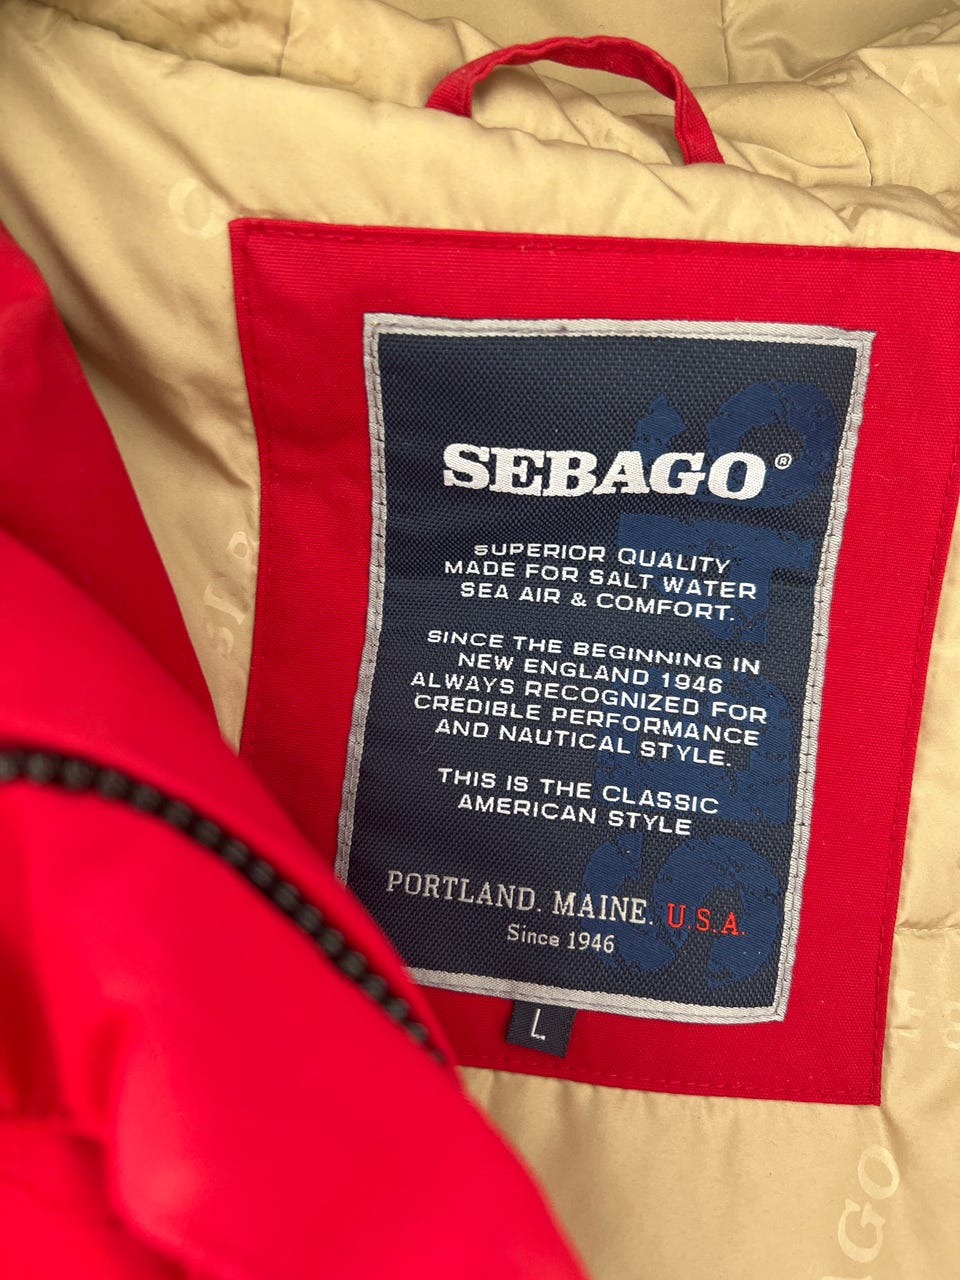 SEBAGO®
SUPERIOR QUALITY
MADE FOR SALT WATER
SEA AIR & COMFORT.
SINCE THE BEGINNING IN
NEW ENGLAND 1946
ALWAYS RECOGNIZED FOR
CREDIBLE PERFORMANCE
AND NAUTICAL STYLE.
THIS IS THE CLASSIC
AMERICAN STYLE
PORTLAND. MAINE. U.S.A.
Since 1946
L
GO